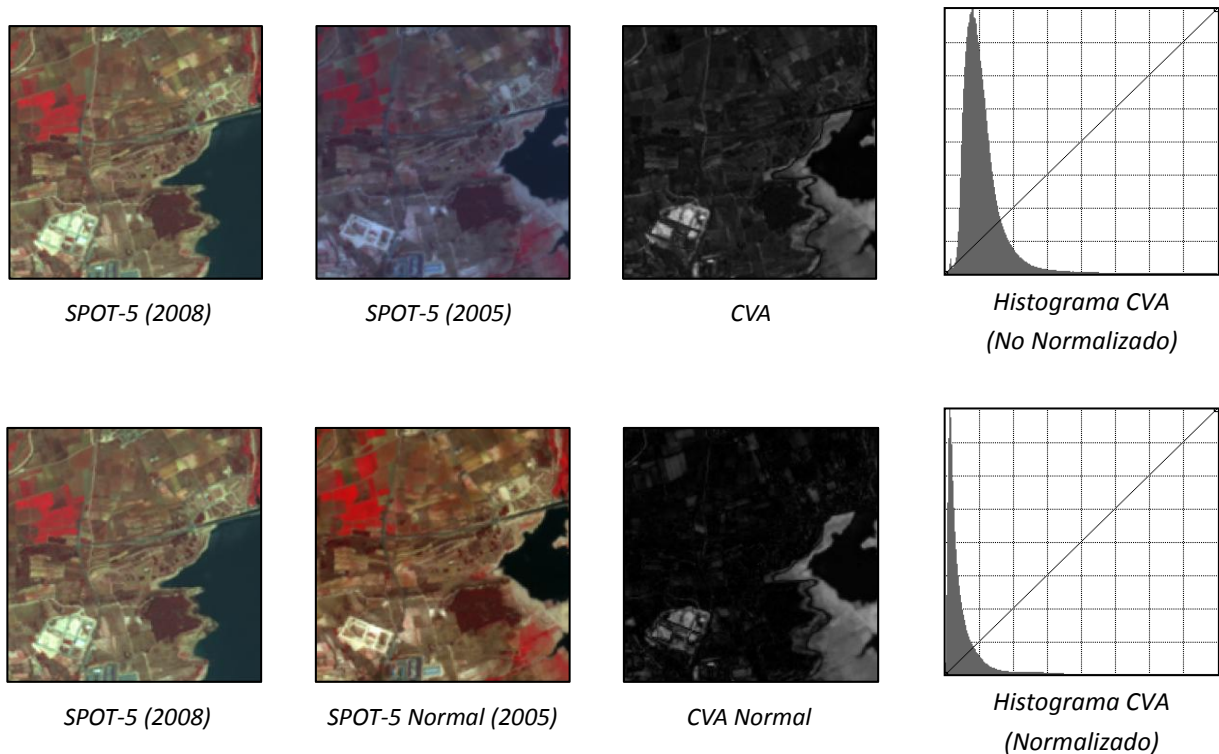 SPOT-5 (2008)
SPOT-5 (2005)
CVA
Histograma CVA
(No Normalizado)
SPOT-5 (2008)
SPOT-5 Normal (2005)
CVA Normal
Histograma CVA
(Normalizado)